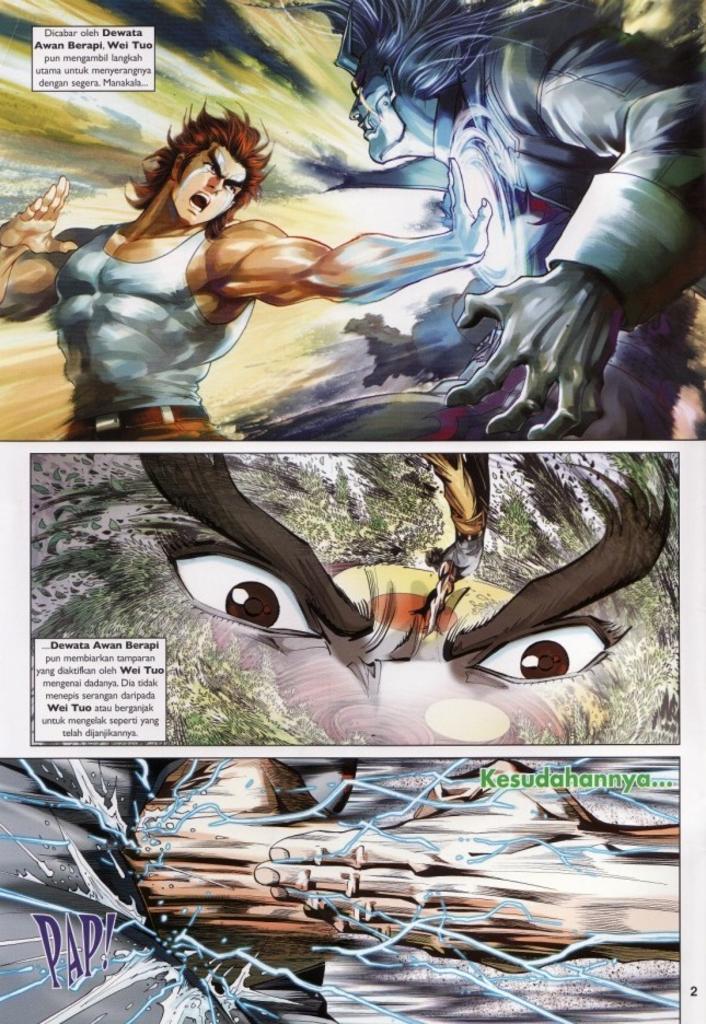 Dicabar oleh Dewata
Awan Berapi, Wei Tuo
pun mengambil langkah
utama untuk menyerangnya
dengan segera. Manakala...
...Dewata Awan Berapi
pun membiarkan tamparan
yang diaktifkan oleh Wei Tuo
mengenai dadanya. Dia tidak
menepis serangan daripada
Wei Tuo atau berganjak
untuk mengelak seperti yang
telah dijanjikannya.
Kesudahannya...
PAP!
2